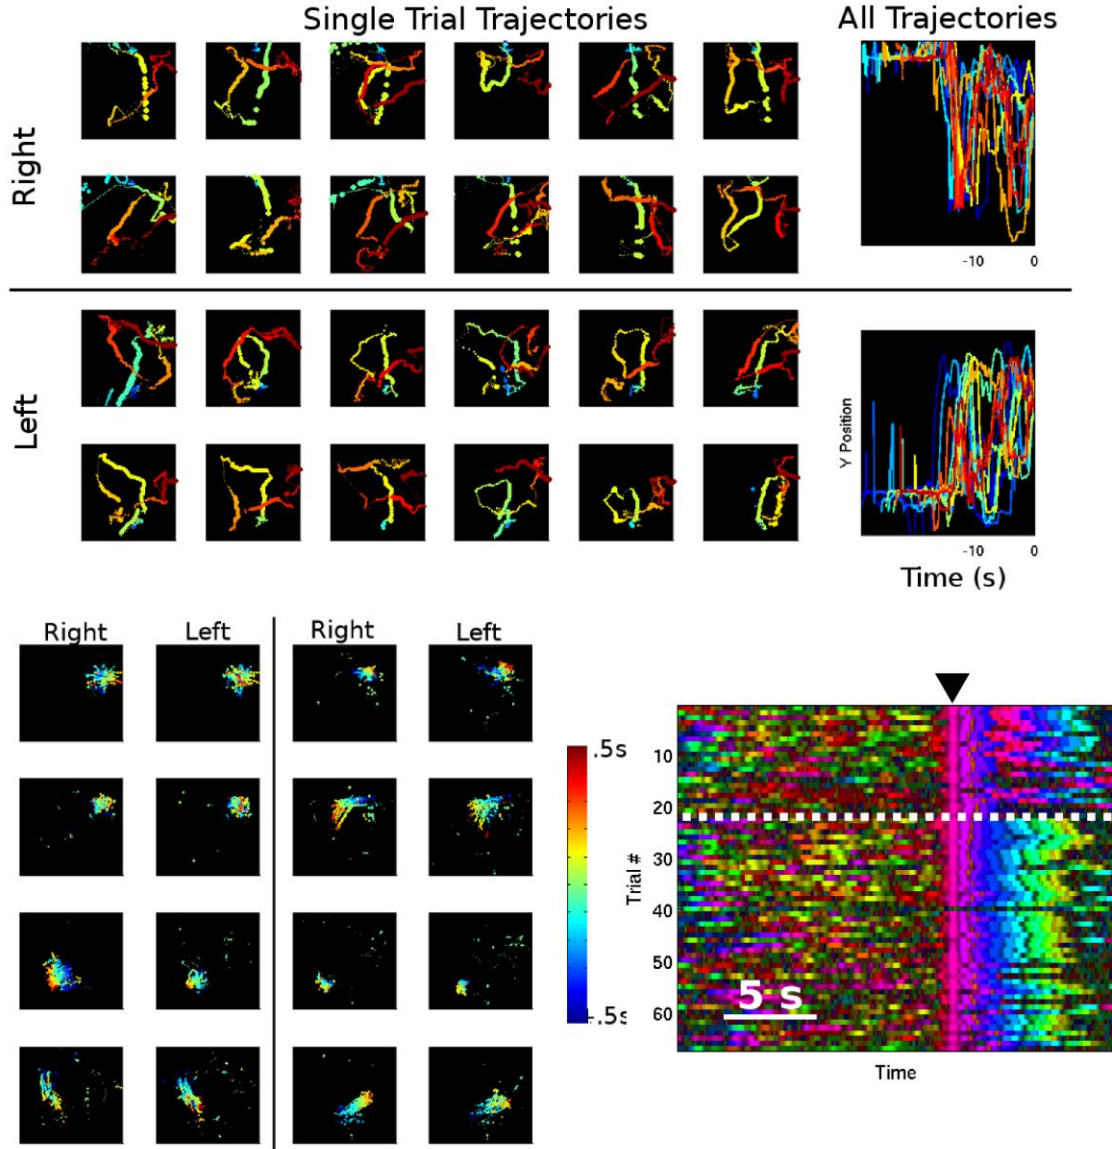 Single Trial Trajectories
All Trajectories
Right
-10 0
Left
Y Position
-10 0
Time (s)
Right Left Right Left
.5s
-.5s
Trial #
10
20
30
40
50
60
5 s
Time